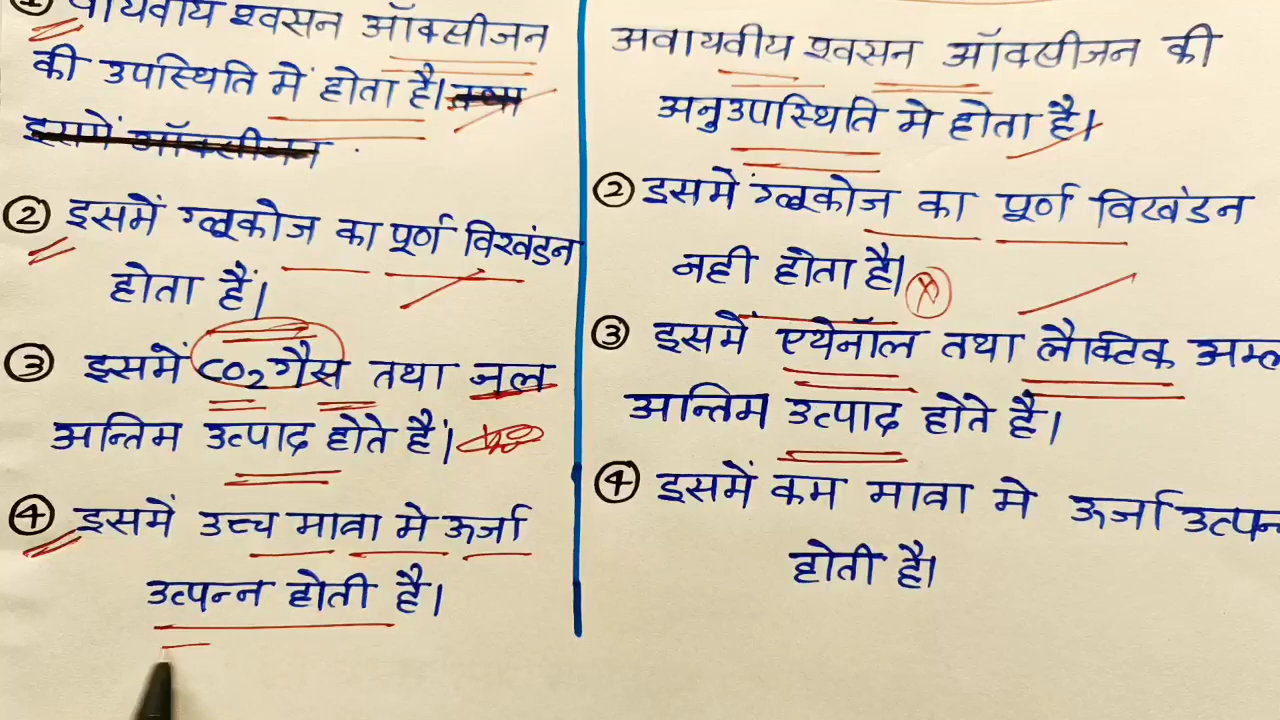 ① वायवीय श्वसन ऑक्सीजन
की उपस्थिति में होता है।
② इसमें ग्लूकोज का पूर्ण विखंडन
होता हैं।
③ इसमें CO₂ गैस तथा जल
अन्तिम उत्पाद होते हैं।
④ इसमें उच्च मात्रा मे ऊर्जा
उत्पन्न होती है।
अवायवीय श्वसन ऑक्सीजन की
अनुउपस्थिति मे होता है।
② इसमें ग्लूकोज का पूर्ण विखंडन
नही होता है।
③ इसमें एथेनॉल तथा लैक्टिक अम्ल
अन्तिम उत्पाद होते है।
④ इसमें कम मात्रा मे ऊर्जा उत्पन
होती है।